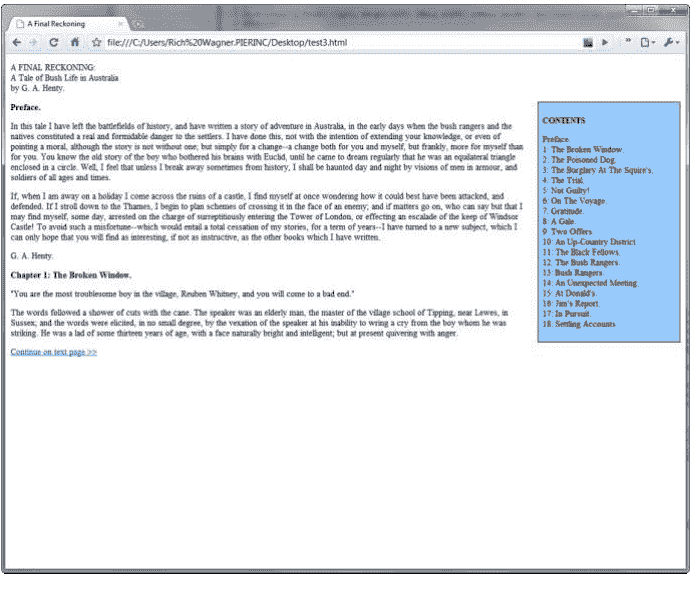 A Final Reckoning
file:///C:/Users/Rich%20Wagner.PIERINC/Desktop/test3.html
A FINAL RECKONING:
A Tale of Bush Life in Australia
by G. A. Henty.
Preface.
In this tale I have left the battlefields of history, and have written a story of adventure in Australia, in the early days when the bush rangers and the
natives constituted a real and formidable danger to the settlers. I have done this, not with the intention of extending your knowledge, or even of
pointing a moral, although the story is not without one; but simply for a change--a change both for you and myself, but frankly, more for myself than
for you. You know the old story of the boy who bothered his brains with Euclid, until he came to dream regularly that he was an equilateral triangle
enclosed in a circle. Well, I feel that unless I break away sometimes from history, I shall be haunted day and night by visions of men in armour, and
soldiers of all ages and times.
If, when I am away on a holiday I come across the ruins of a castle, I find myself at once wondering how it could best have been attacked, and
defended. If I stroll down to the Thames, I begin to plan schemes of crossing it in the face of an enemy; and if matters go on, who can say but that I
may find myself, some day, arrested on the charge of surreptitiously entering the Tower of London, or effecting an escalade of the keep of Windsor
Castle! To avoid such a misfortune--which would entail a total cessation of my stories, for a term of years--I have turned to a new subject, which I
can only hope that you will find as interesting, if not as instructive, as the other books which I have written.
G. A. Henty.
Chapter 1: The Broken Window.
"You are the most troublesome boy in the village, Reuben Whitney, and you will come to a bad end."
The words followed a shower of cuts with the cane. The speaker was an elderly man, the master of the village school of Tipping, near Lewes, in
Sussex; and the words were elicited, in no small degree, by the vexation of the speaker at his inability to wring a cry from the boy whom he was
striking. He was a lad of some thirteen years of age, with a face naturally bright and intelligent; but at present quivering with anger.
Continue on text page >>
CONTENTS
Preface
1: The Broken Window.
2: The Poisoned Dog.
3: The Burglary At The Squire's.
4: The Trial.
5: Not Guilty!
6: On The Voyage.
7: Gratitude.
8: A Gale.
9: Two Offers.
10: An Up-Country District.
11: The Black Fellows.
12: The Bush Rangers.
13: Bush Rangers.
14: An Unexpected Meeting.
15: At Donald's.
16: Jim's Report.
17: In Pursuit.
18: Settling Accounts.